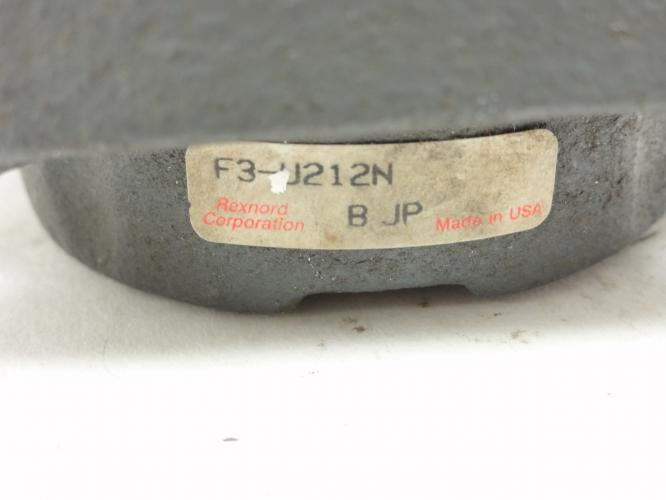 F3-U212N
Rexnord
Corporation
B JP
Made in USA